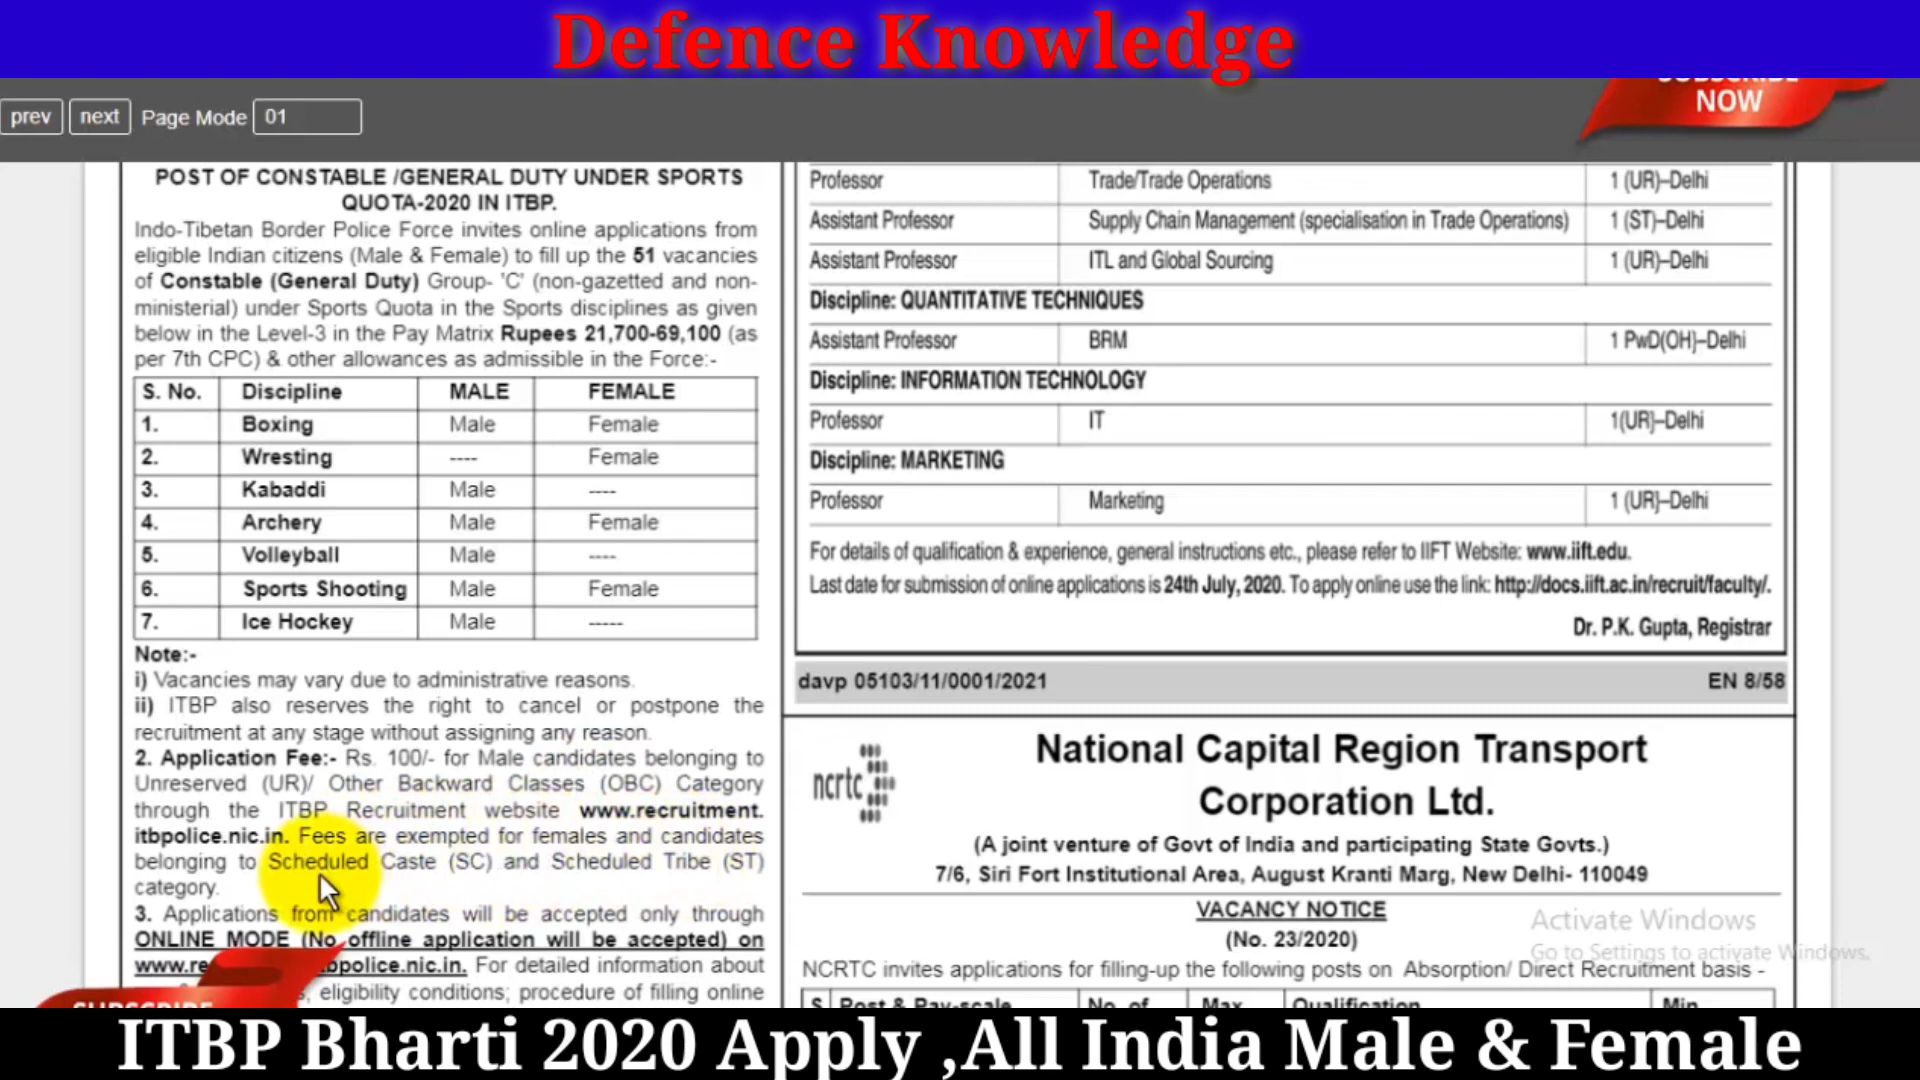 Defence Knowledge
prev next Page Mode 01
NOW
POST OF CONSTABLE /GENERAL DUTY UNDER SPORTS
QUOTA-2020 IN ITBP.
Indo-Tibetan Border Police Force invites online applications from
eligible Indian citizens (Male & Female) to fill up the 51 vacancies
of Constable (General Duty) Group- 'C' (non-gazetted and non-
ministerial) under Sports Quota in the Sports disciplines as given
below in the Level-3 in the Pay Matrix Rupees 21,700-69,100 (as
per 7th CPC) & other allowances as admissible in the Force:-
S. No. Discipline MALE FEMALE
1. Boxing Male Female
2. Wresting ---- Female
3. Kabaddi Male ----
4. Archery Male Female
5. Volleyball Male ----
6. Sports Shooting Male Female
7. Ice Hockey Male -----
Note:-
i) Vacancies may vary due to administrative reasons.
ii) ITBP also reserves the right to cancel or postpone the
recruitment at any stage without assigning any reason.
2. Application Fee:- Rs. 100/- for Male candidates belonging to
Unreserved (UR)/ Other Backward Classes (OBC) Category
through the ITBP Recruitment website www.recruitment.
itbpolice.nic.in. Fees are exempted for females and candidates
belonging to Scheduled Caste (SC) and Scheduled Tribe (ST)
category.
3. Applications from candidates will be accepted only through
ONLINE MODE (No offline application will be accepted) on
For detailed information about
eligibility conditions; procedure of filling online
Professor Trade/Trade Operations 1 (UR)–Delhi
Assistant Professor Supply Chain Management (specialisation in Trade Operations) 1 (ST)–Delhi
Assistant Professor ITL and Global Sourcing 1 (UR)–Delhi
Discipline: QUANTITATIVE TECHNIQUES
Assistant Professor BRM 1 PwD(OH)–Delhi
Discipline: INFORMATION TECHNOLOGY
Professor IT 1(UR)–Delhi
Discipline: MARKETING
Professor Marketing 1 (UR)–Delhi
For details of qualification & experience, general instructions etc., please refer to IIFT Website: www.iift.edu.
Last date for submission of online applications is 24th July, 2020. To apply online use the link: http://docs.iift.ac.in/recruit/faculty/.
Dr. P.K. Gupta, Registrar
davp 05103/11/0001/2021 EN 8/58
ncrtc
National Capital Region Transport
Corporation Ltd.
(A joint venture of Govt of India and participating State Govts.)
7/6, Siri Fort Institutional Area, August Kranti Marg, New Delhi- 110049
VACANCY NOTICE
(No. 23/2020)
NCRTC invites applications for filling-up the following posts on Absorption/ Direct Recruitment basis -
S Post & Pay-scale No. of Max Qualification Min
Activate Windows
Go to Settings to activate Windows.
ITBP Bharti 2020 Apply ,All India Male & Female